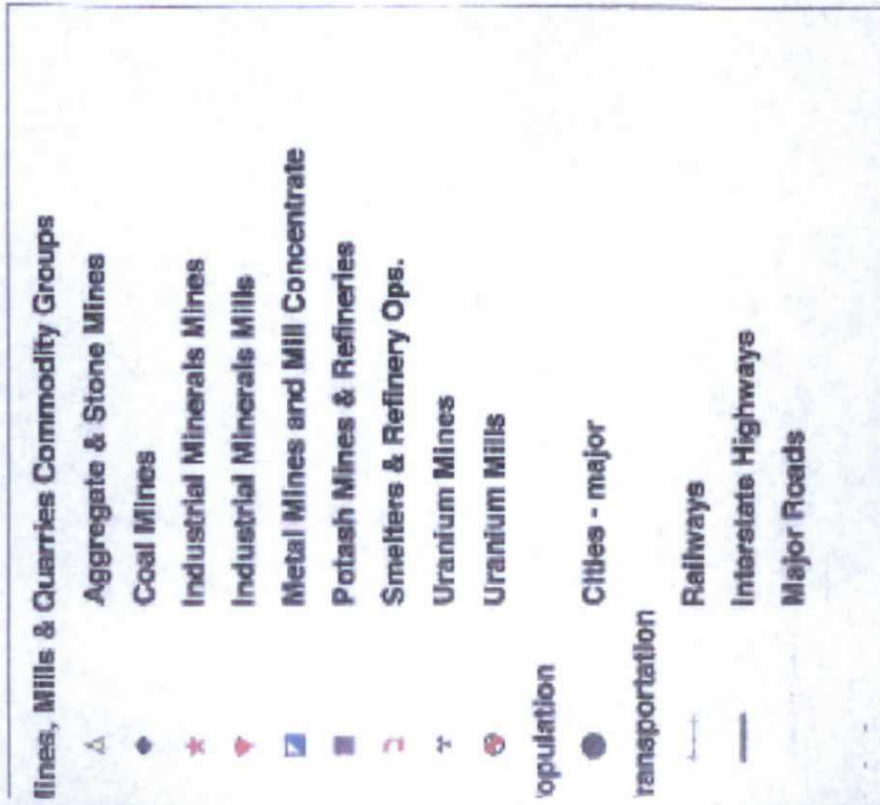 lines, Mills & Quarries Commodity Groups
Aggregate & Stone Mines
Coal Mines
Industrial Minerals Mines
Industrial Minerals Mills
Metal Mines and Mill Concentrate
Potash Mines & Refineries
Smelters & Refinery Ops.
Uranium Mines
Uranium Mills
opulation
Cities - major
ransportation
Railways
Interstate Highways
Major Roads